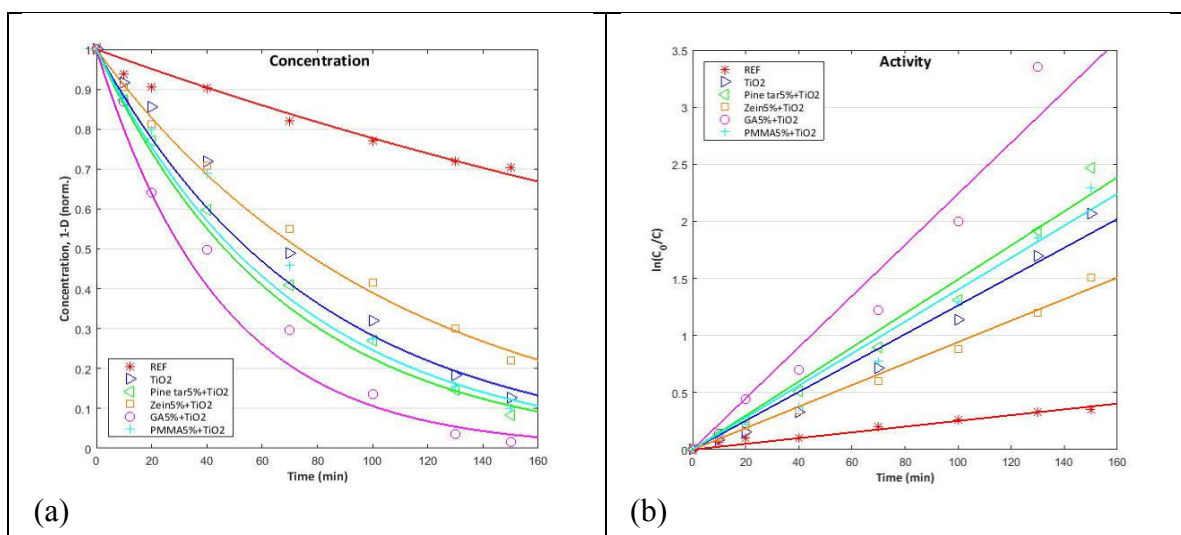 Concentration
Concentration, 1-D (norm.)
1
0.9
0.8
0.7
0.6
0.5
0.4
0.3
0.2
0.1
0
REF
TiO2
Pine tar5%+TiO2
Zein5%+TiO2
GA5%+TiO2
PMMA5%+TiO2
0 20 40 60 80 100 120 140 160
Time (min)
(a)
Activity
ln(C0/C)
3.5
3
2.5
2
1.5
1
0.5
0
REF
TiO2
Pine tar5%+TiO2
Zein5%+TiO2
GA5%+TiO2
PMMA5%+TiO2
0 20 40 60 80 100 120 140 160
Time (min)
(b)